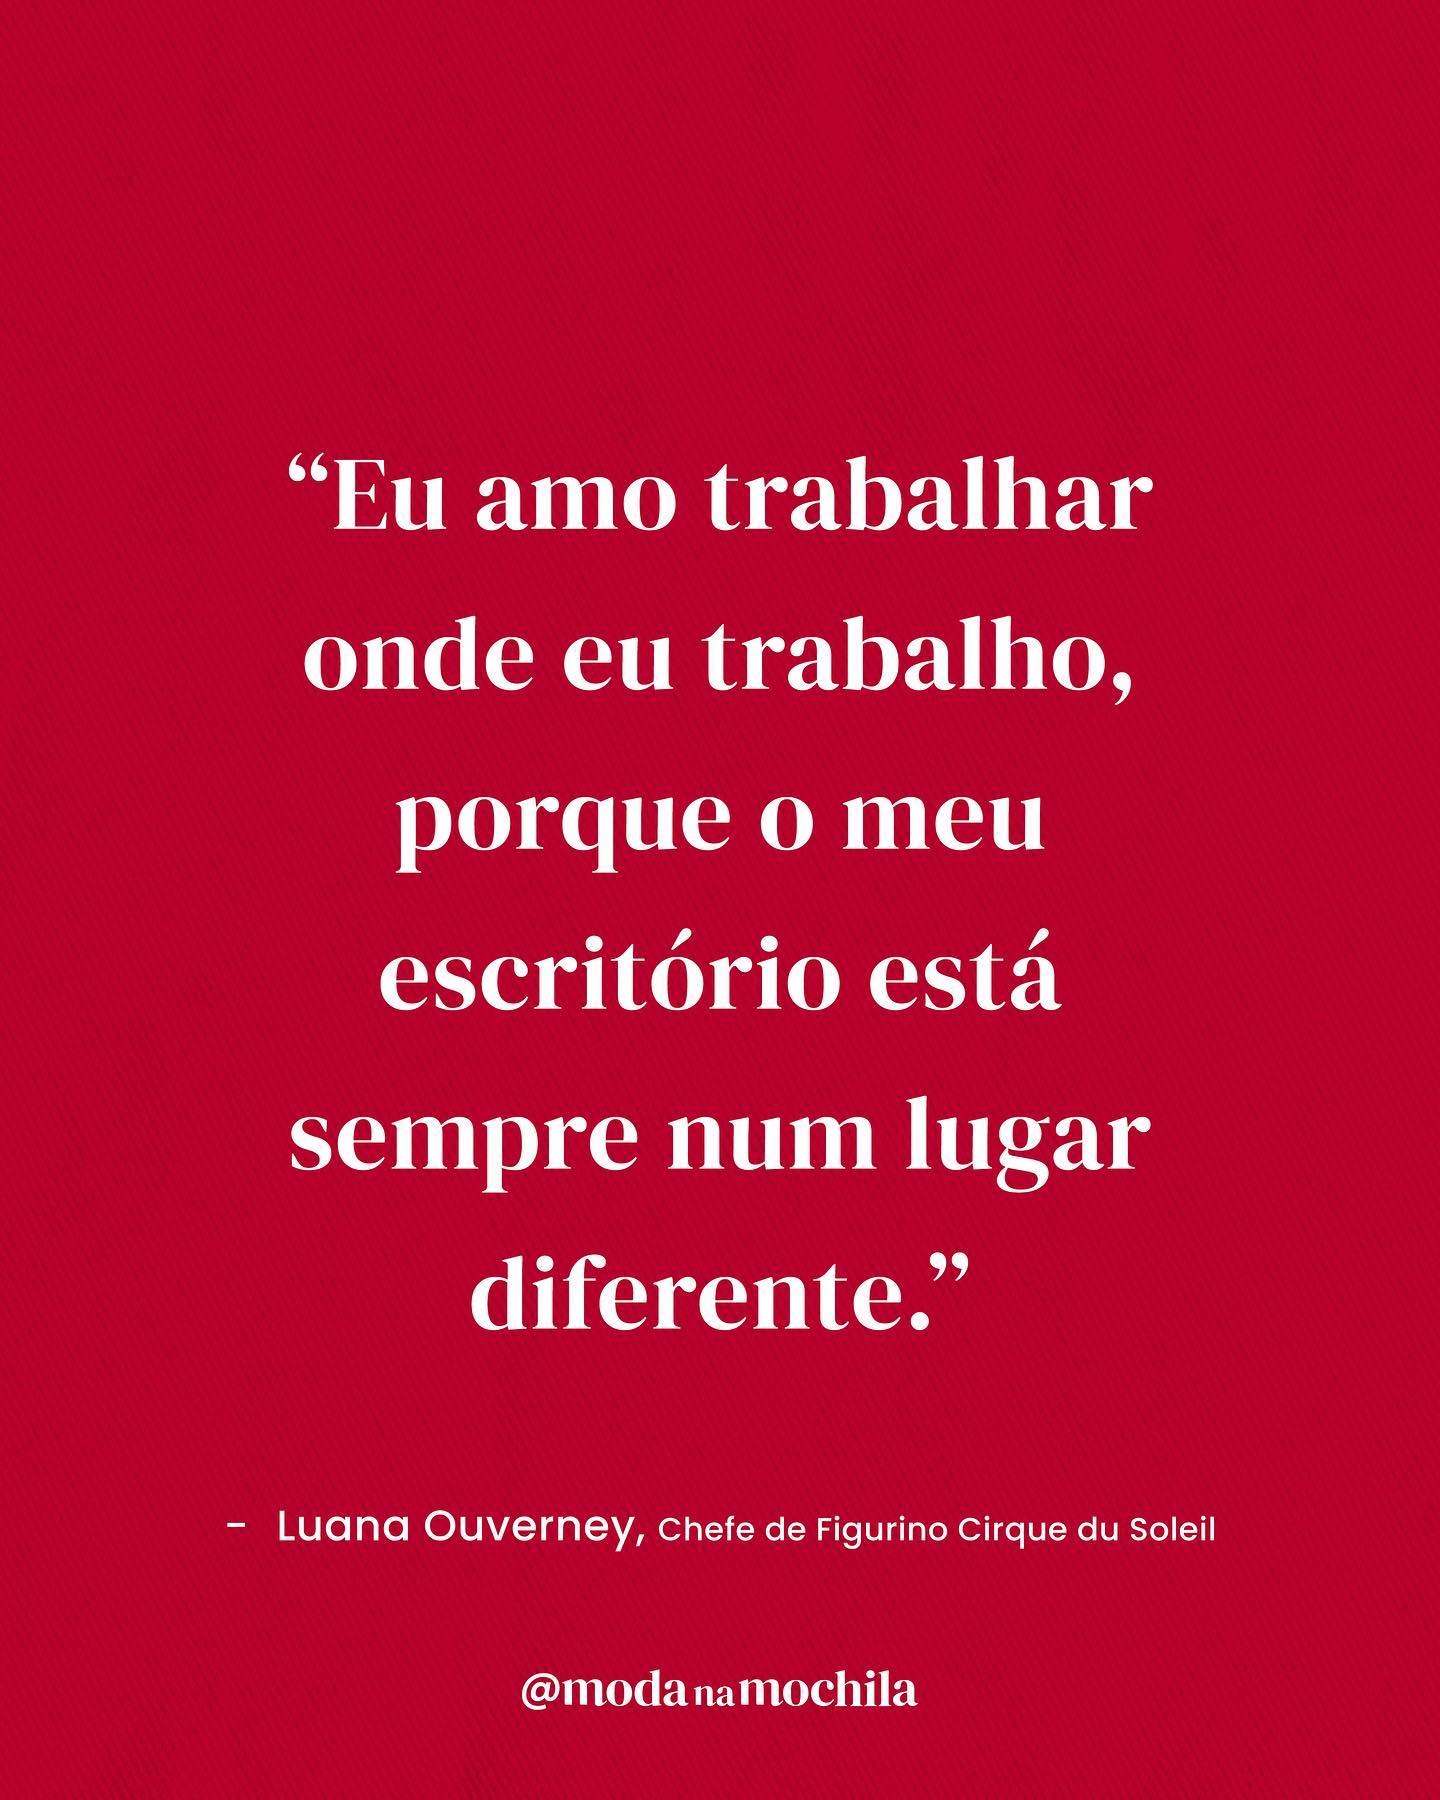 “Eu amo trabalhar
onde eu trabalho,
porque o meu
escritório está
sempre num lugar
diferente.”
- Luana Ouverney, Chefe de Figurino Cirque du Soleil
@modanamochila